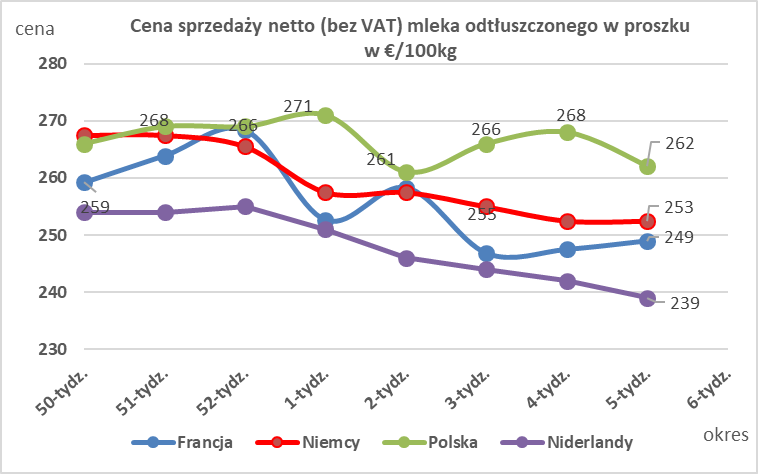 cena
Cena sprzedaży netto (bez VAT) mleka odtłuszczonego w proszku
w €/100kg
280
270
260
250
240
230
268
266
271
261
266
268
262
259
255
253
249
239
50-tydz.
51-tydz.
52-tydz.
1-tydz.
2-tydz.
3-tydz.
4-tydz.
5-tydz.
6-tydz.
okres
Francja Niemcy Polska Niderlandy